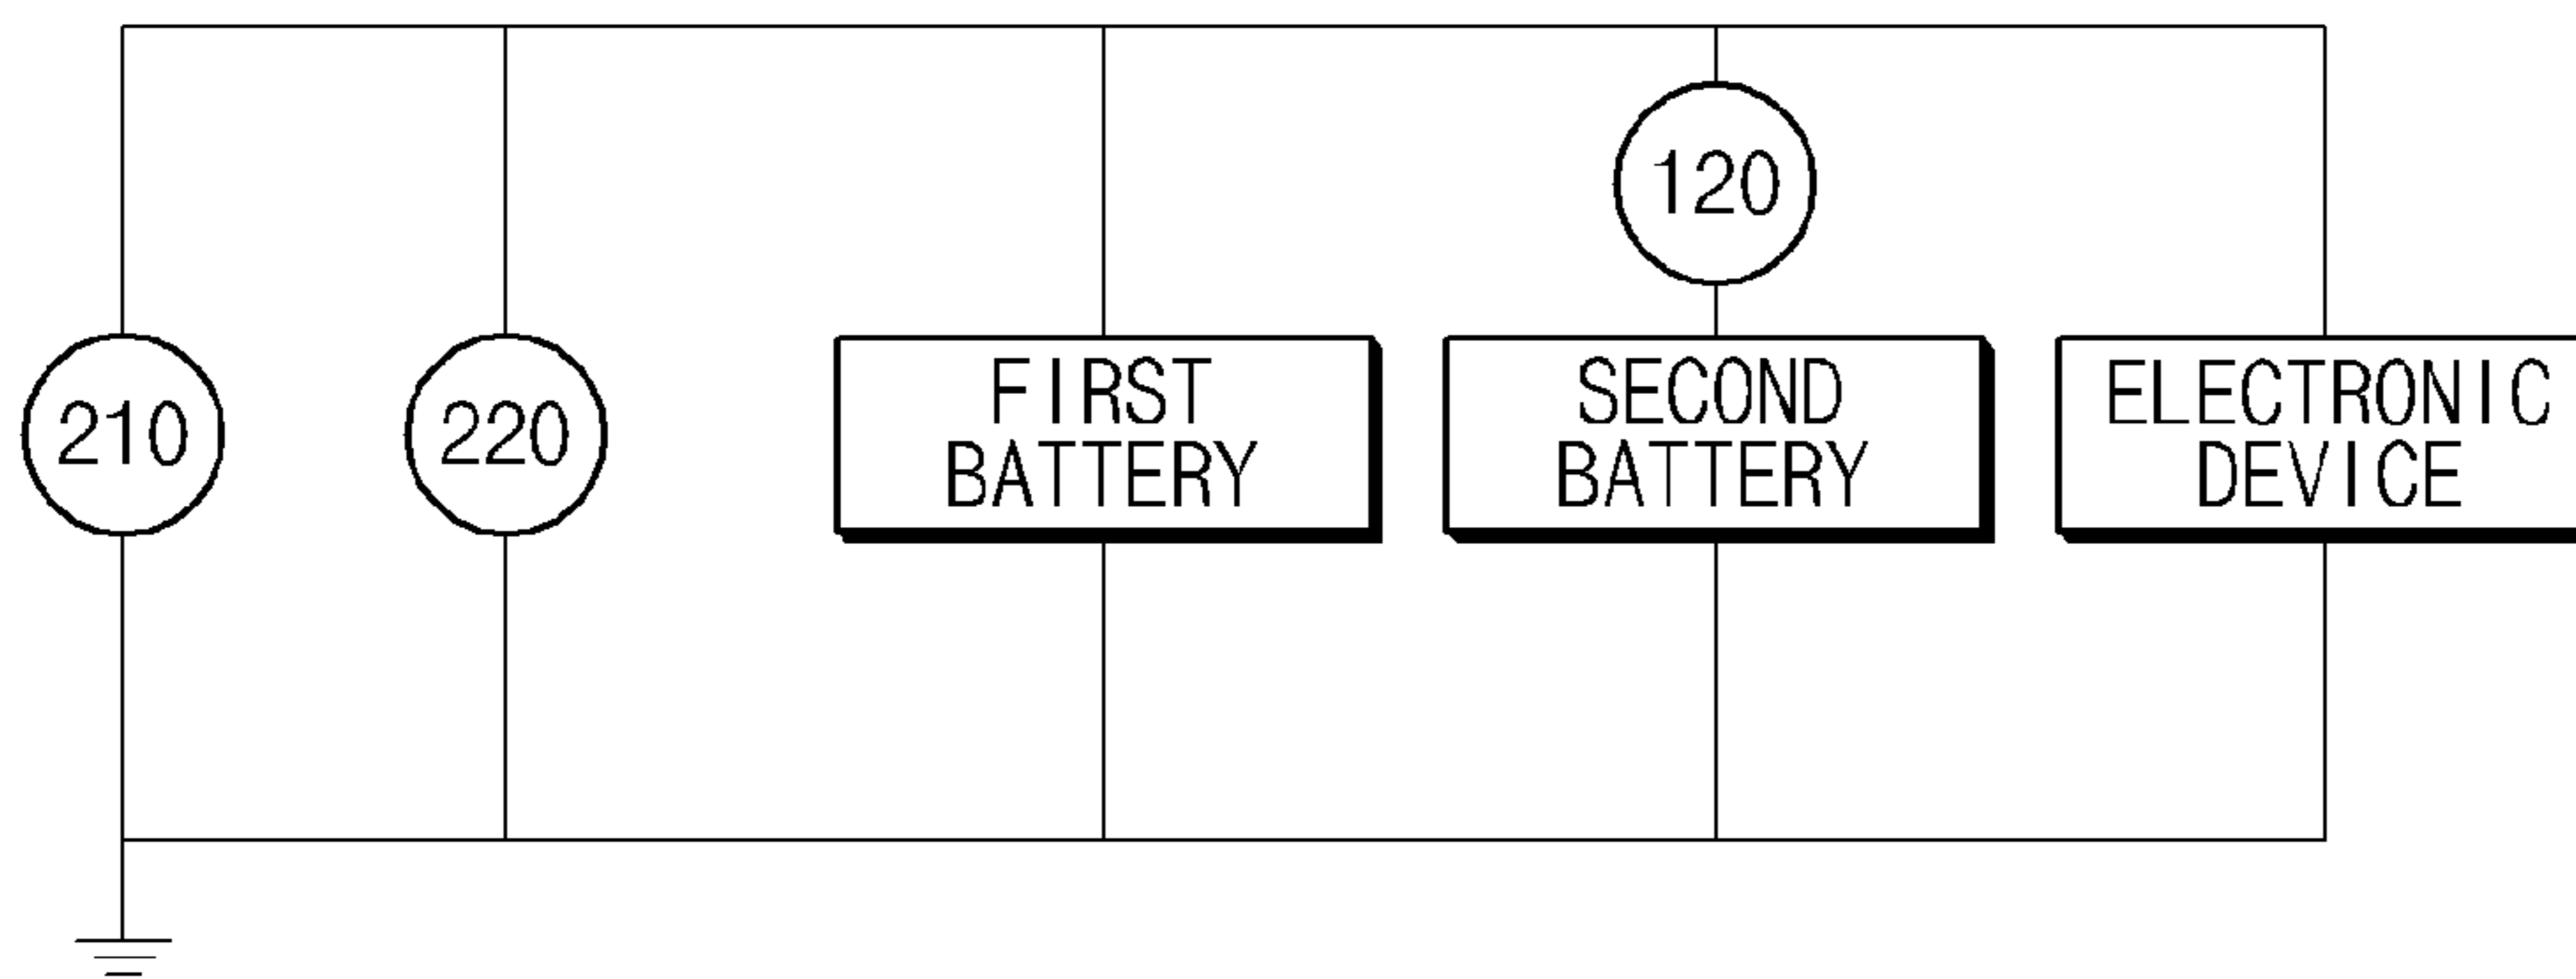 120
210
220
FIRST
BATTERY
SECOND
BATTERY
ELECTRONIC
DEVICE